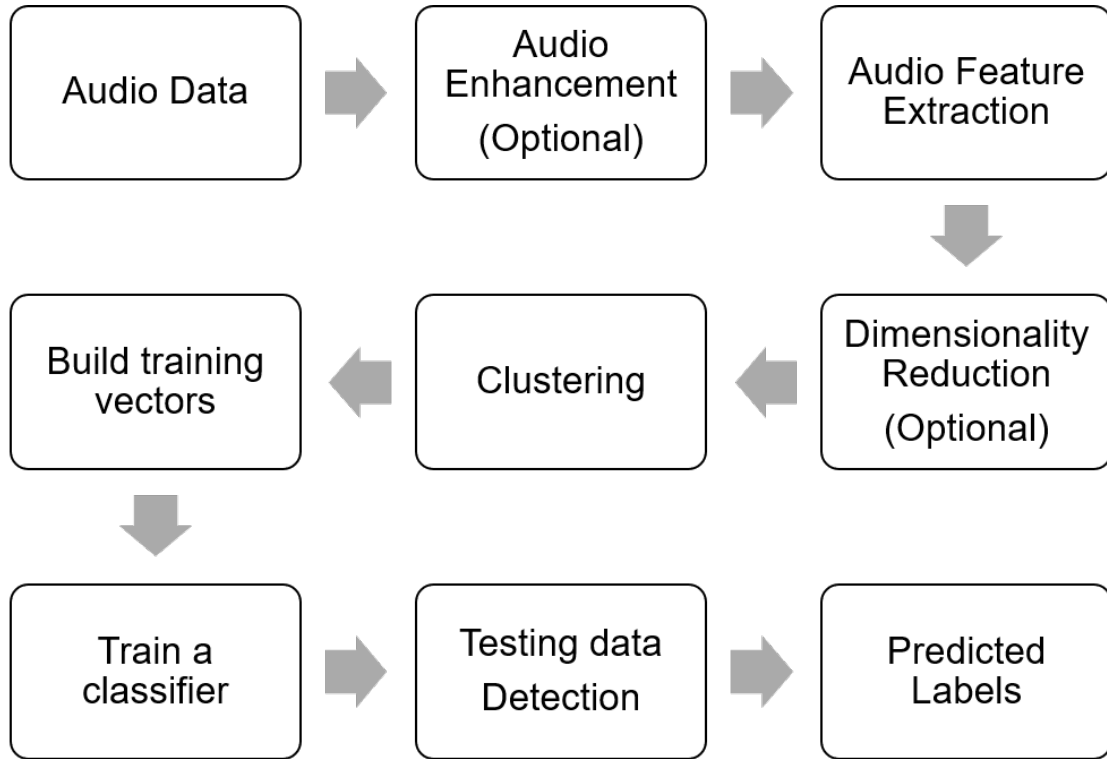 Audio Data
Audio
Enhancement
(Optional)
Audio Feature
Extraction
Dimensionality
Reduction
(Optional)
Clustering
Build training
vectors
Train a
classifier
Testing data
Detection
Predicted
Labels